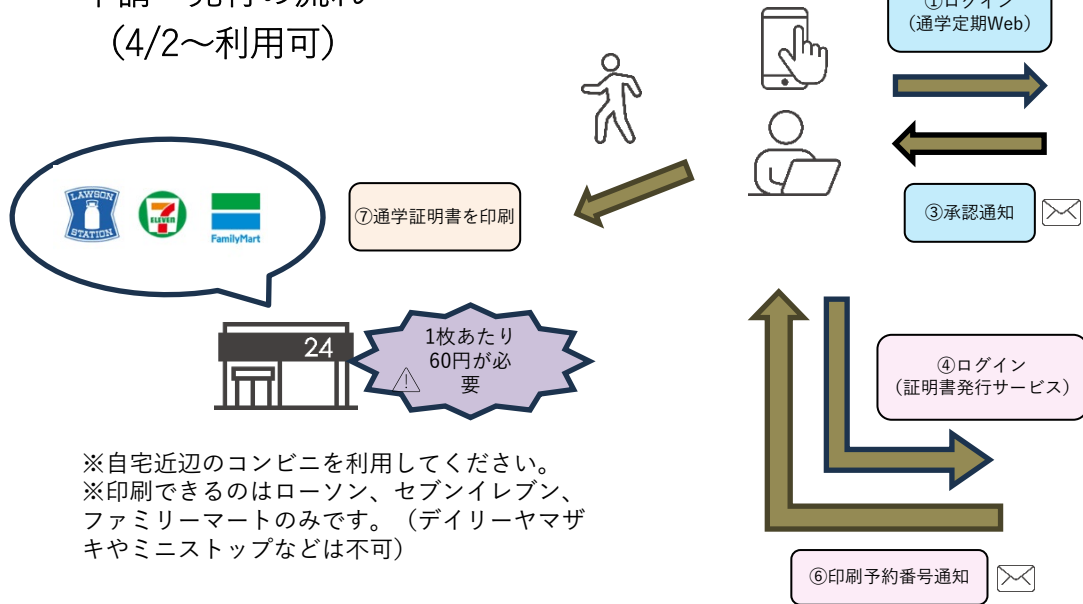 申請～発行の流れ
(4/2～利用可)
①ログイン
(通学定期Web)
LAWSON
STATION
ELEVEN
FamilyMart
⑦通学証明書を印刷
③承認通知
24
1枚あたり
60円が必
要
④ログイン
(証明書発行サービス)
※自宅近辺のコンビニを利用してください。
※印刷できるのはローソン、セブンイレブン、
ファミリーマートのみです。（デイリーヤマザ
キやミニストップなどは不可）
⑥印刷予約番号通知